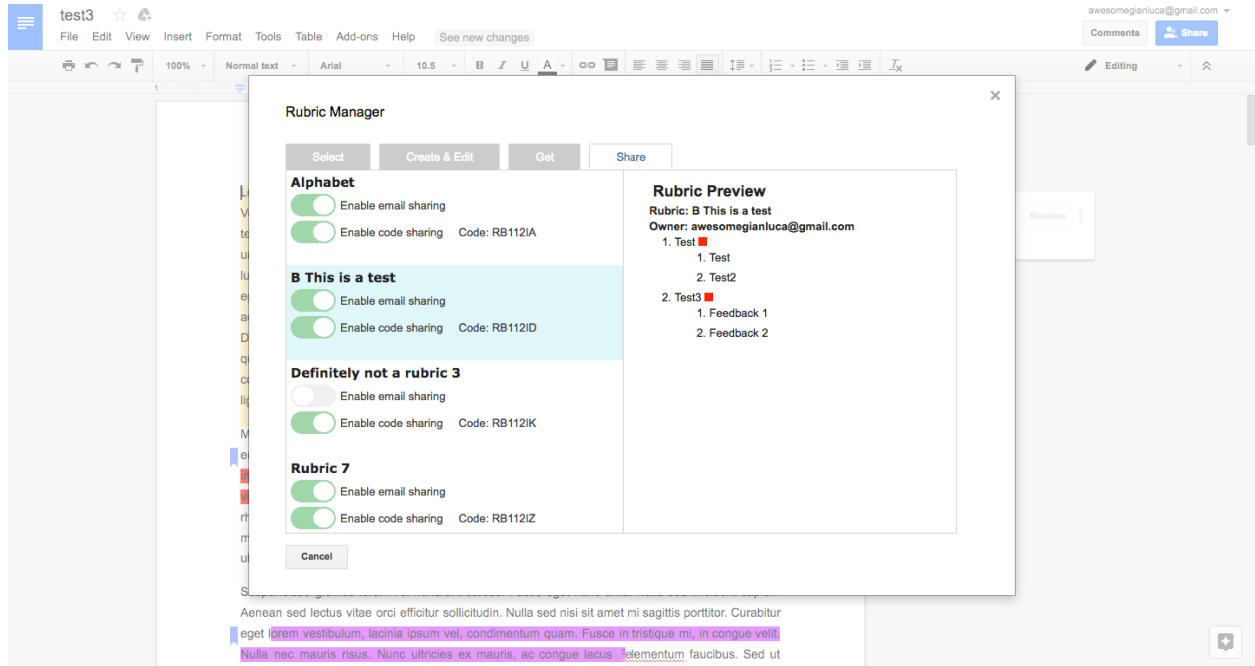 test3
awesomegianluca@gmail.com
File Edit View Insert Format Tools Table Add-ons Help See new changes
Comments Share
100% Normal text Arial 10.5 B I U A Editing
1
Rubric Manager
×
Select Create & Edit Get Share
Alphabet
Enable email sharing
Enable code sharing Code: RB112IA
B This is a test
Enable email sharing
Enable code sharing Code: RB112ID
Definitely not a rubric 3
Enable email sharing
Enable code sharing Code: RB112IK
Rubric 7
Enable email sharing
Enable code sharing Code: RB112IZ
Rubric Preview
Rubric: B This is a test
Owner: awesomegianluca@gmail.com
1. Test
1. Test
2. Test2
2. Test3
1. Feedback 1
2. Feedback 2
Resolve
Cancel
Aenean sed lectus vitae orci efficitur sollicitudin. Nulla sed nisi sit amet mi sagittis porttitor. Curabitur
eget lorem vestibulum, lacinia ipsum vel, condimentum quam. Fusce in tristique mi, in congue velit.
Nulla nec mauris risus. Nunc ultricies ex mauris, ac congue lacus elementum faucibus. Sed ut